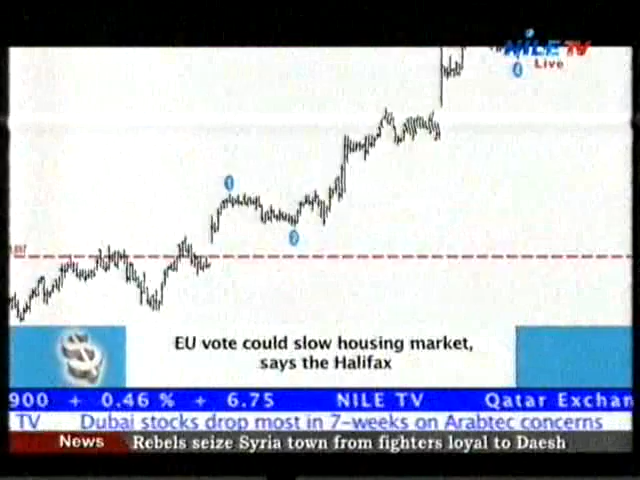 NiLE TV
Live
EU vote could slow housing market,
says the Halifax
900 + 0.46 % + 6.75 NILE TV Qatar Exchan
TV Dubai stocks drop most in 7-weeks on Arabtec concerns
News Rebels seize Syria town from fighters loyal to Daesh